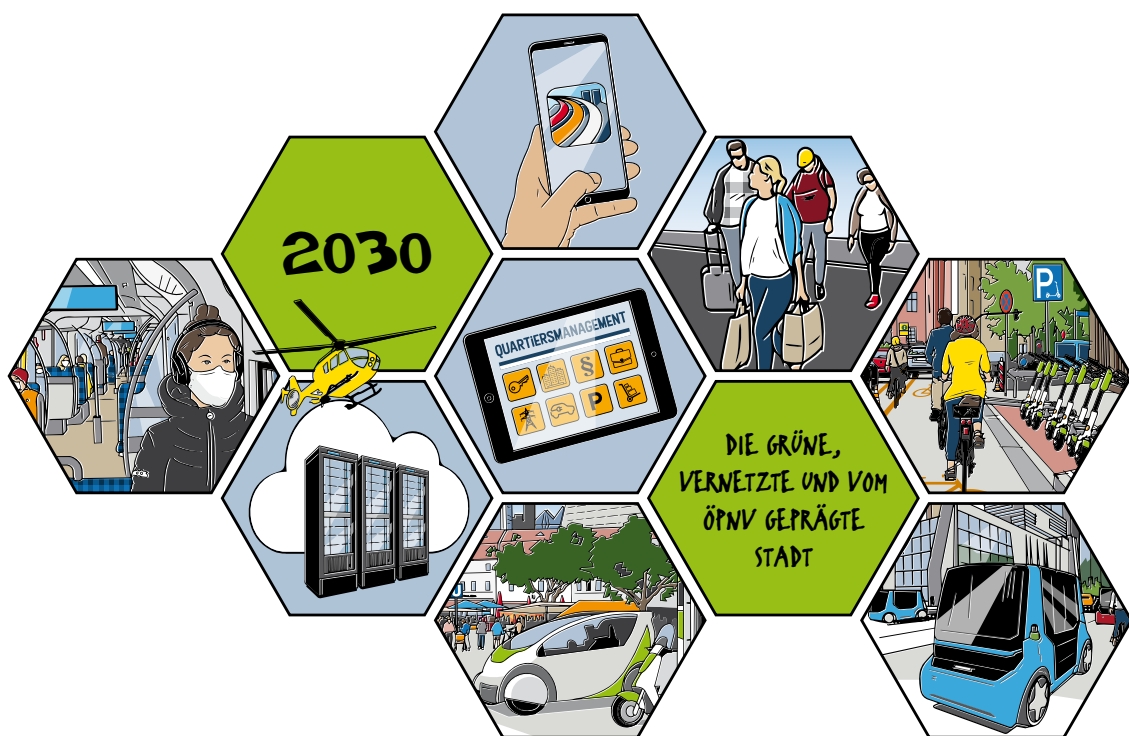 2030
QUARTIERSMANAGEMENT
§
P
P
DIE GRÜNE,
VERNETZTE UND VOM
ÖPNV GEPRÄGTE
STADT